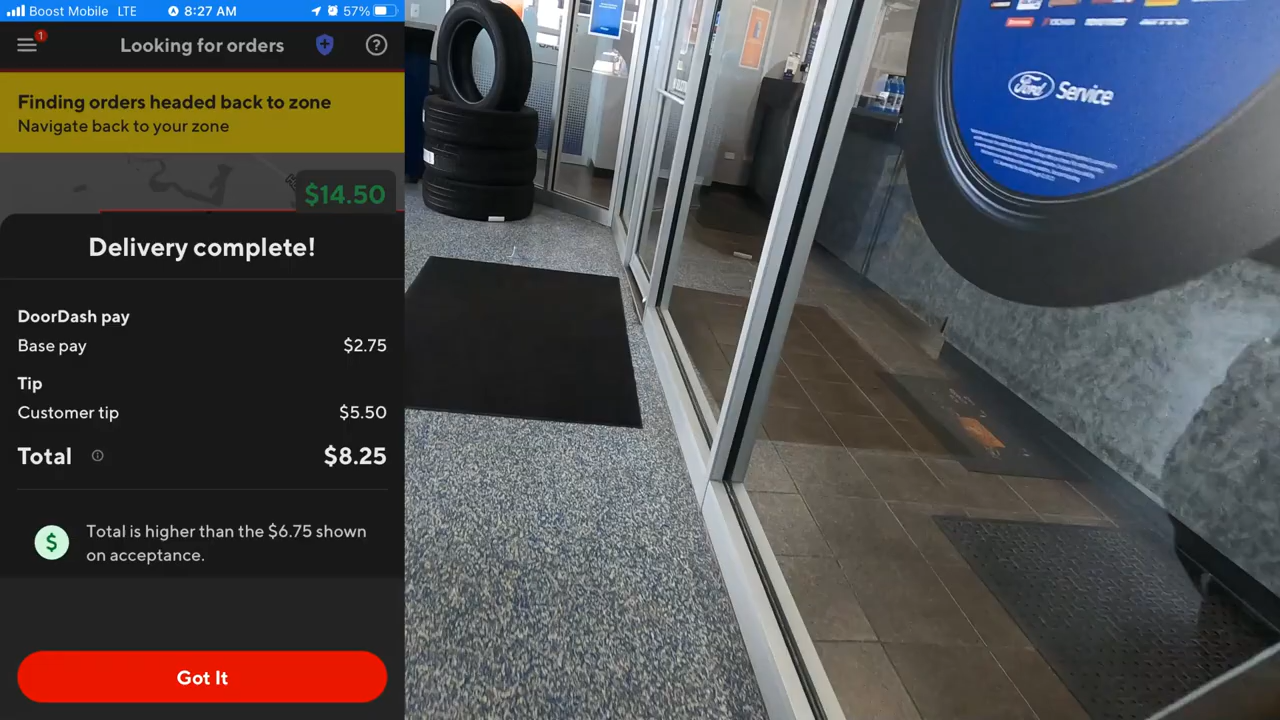 Boost Mobile LTE 8:27 AM 57%
1
Looking for orders
Finding orders headed back to zone
Navigate back to your zone
$14.50
Delivery complete!
DoorDash pay
Base pay $2.75
Tip
Customer tip $5.50
Total $8.25
$ Total is higher than the $6.75 shown
on acceptance.
Got It
Ford Service